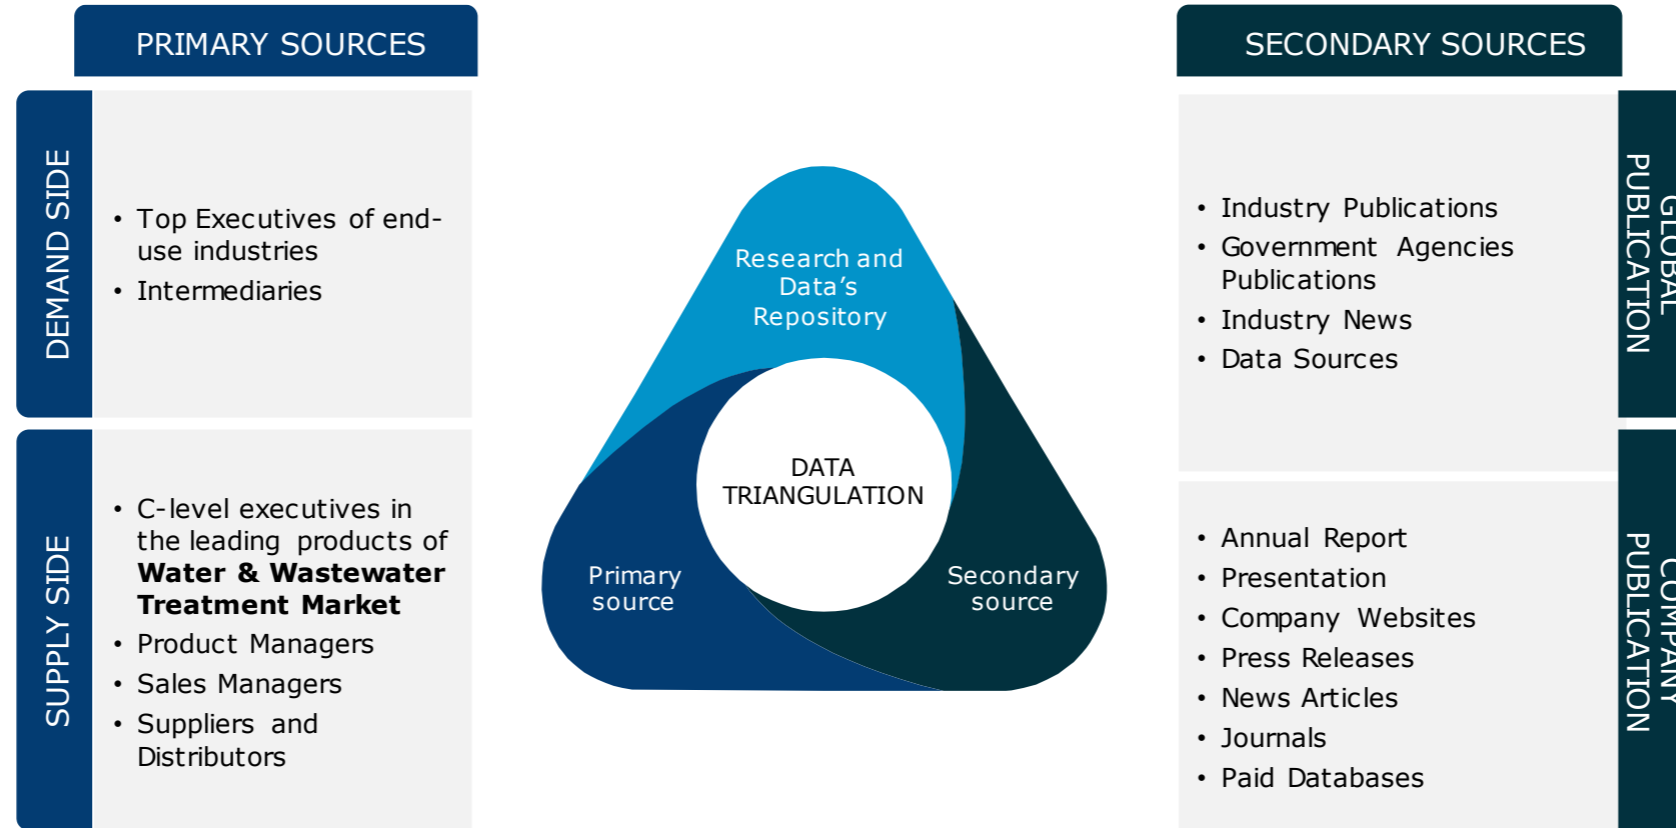 PRIMARY SOURCES
DEMAND SIDE
• Top Executives of end-
use industries
• Intermediaries
SUPPLY SIDE
• C-level executives in
the leading products of
Water & Wastewater
Treatment Market
• Product Managers
• Sales Managers
• Suppliers and
Distributors
Research and
Data’s
Repository
DATA
TRIANGULATION
Primary
source
Secondary
source
SECONDARY SOURCES
• Industry Publications
• Government Agencies
Publications
• Industry News
• Data Sources
GLOBAL
PUBLICATION
• Annual Report
• Presentation
• Company Websites
• Press Releases
• News Articles
• Journals
• Paid Databases
COMPANY
PUBLICATION